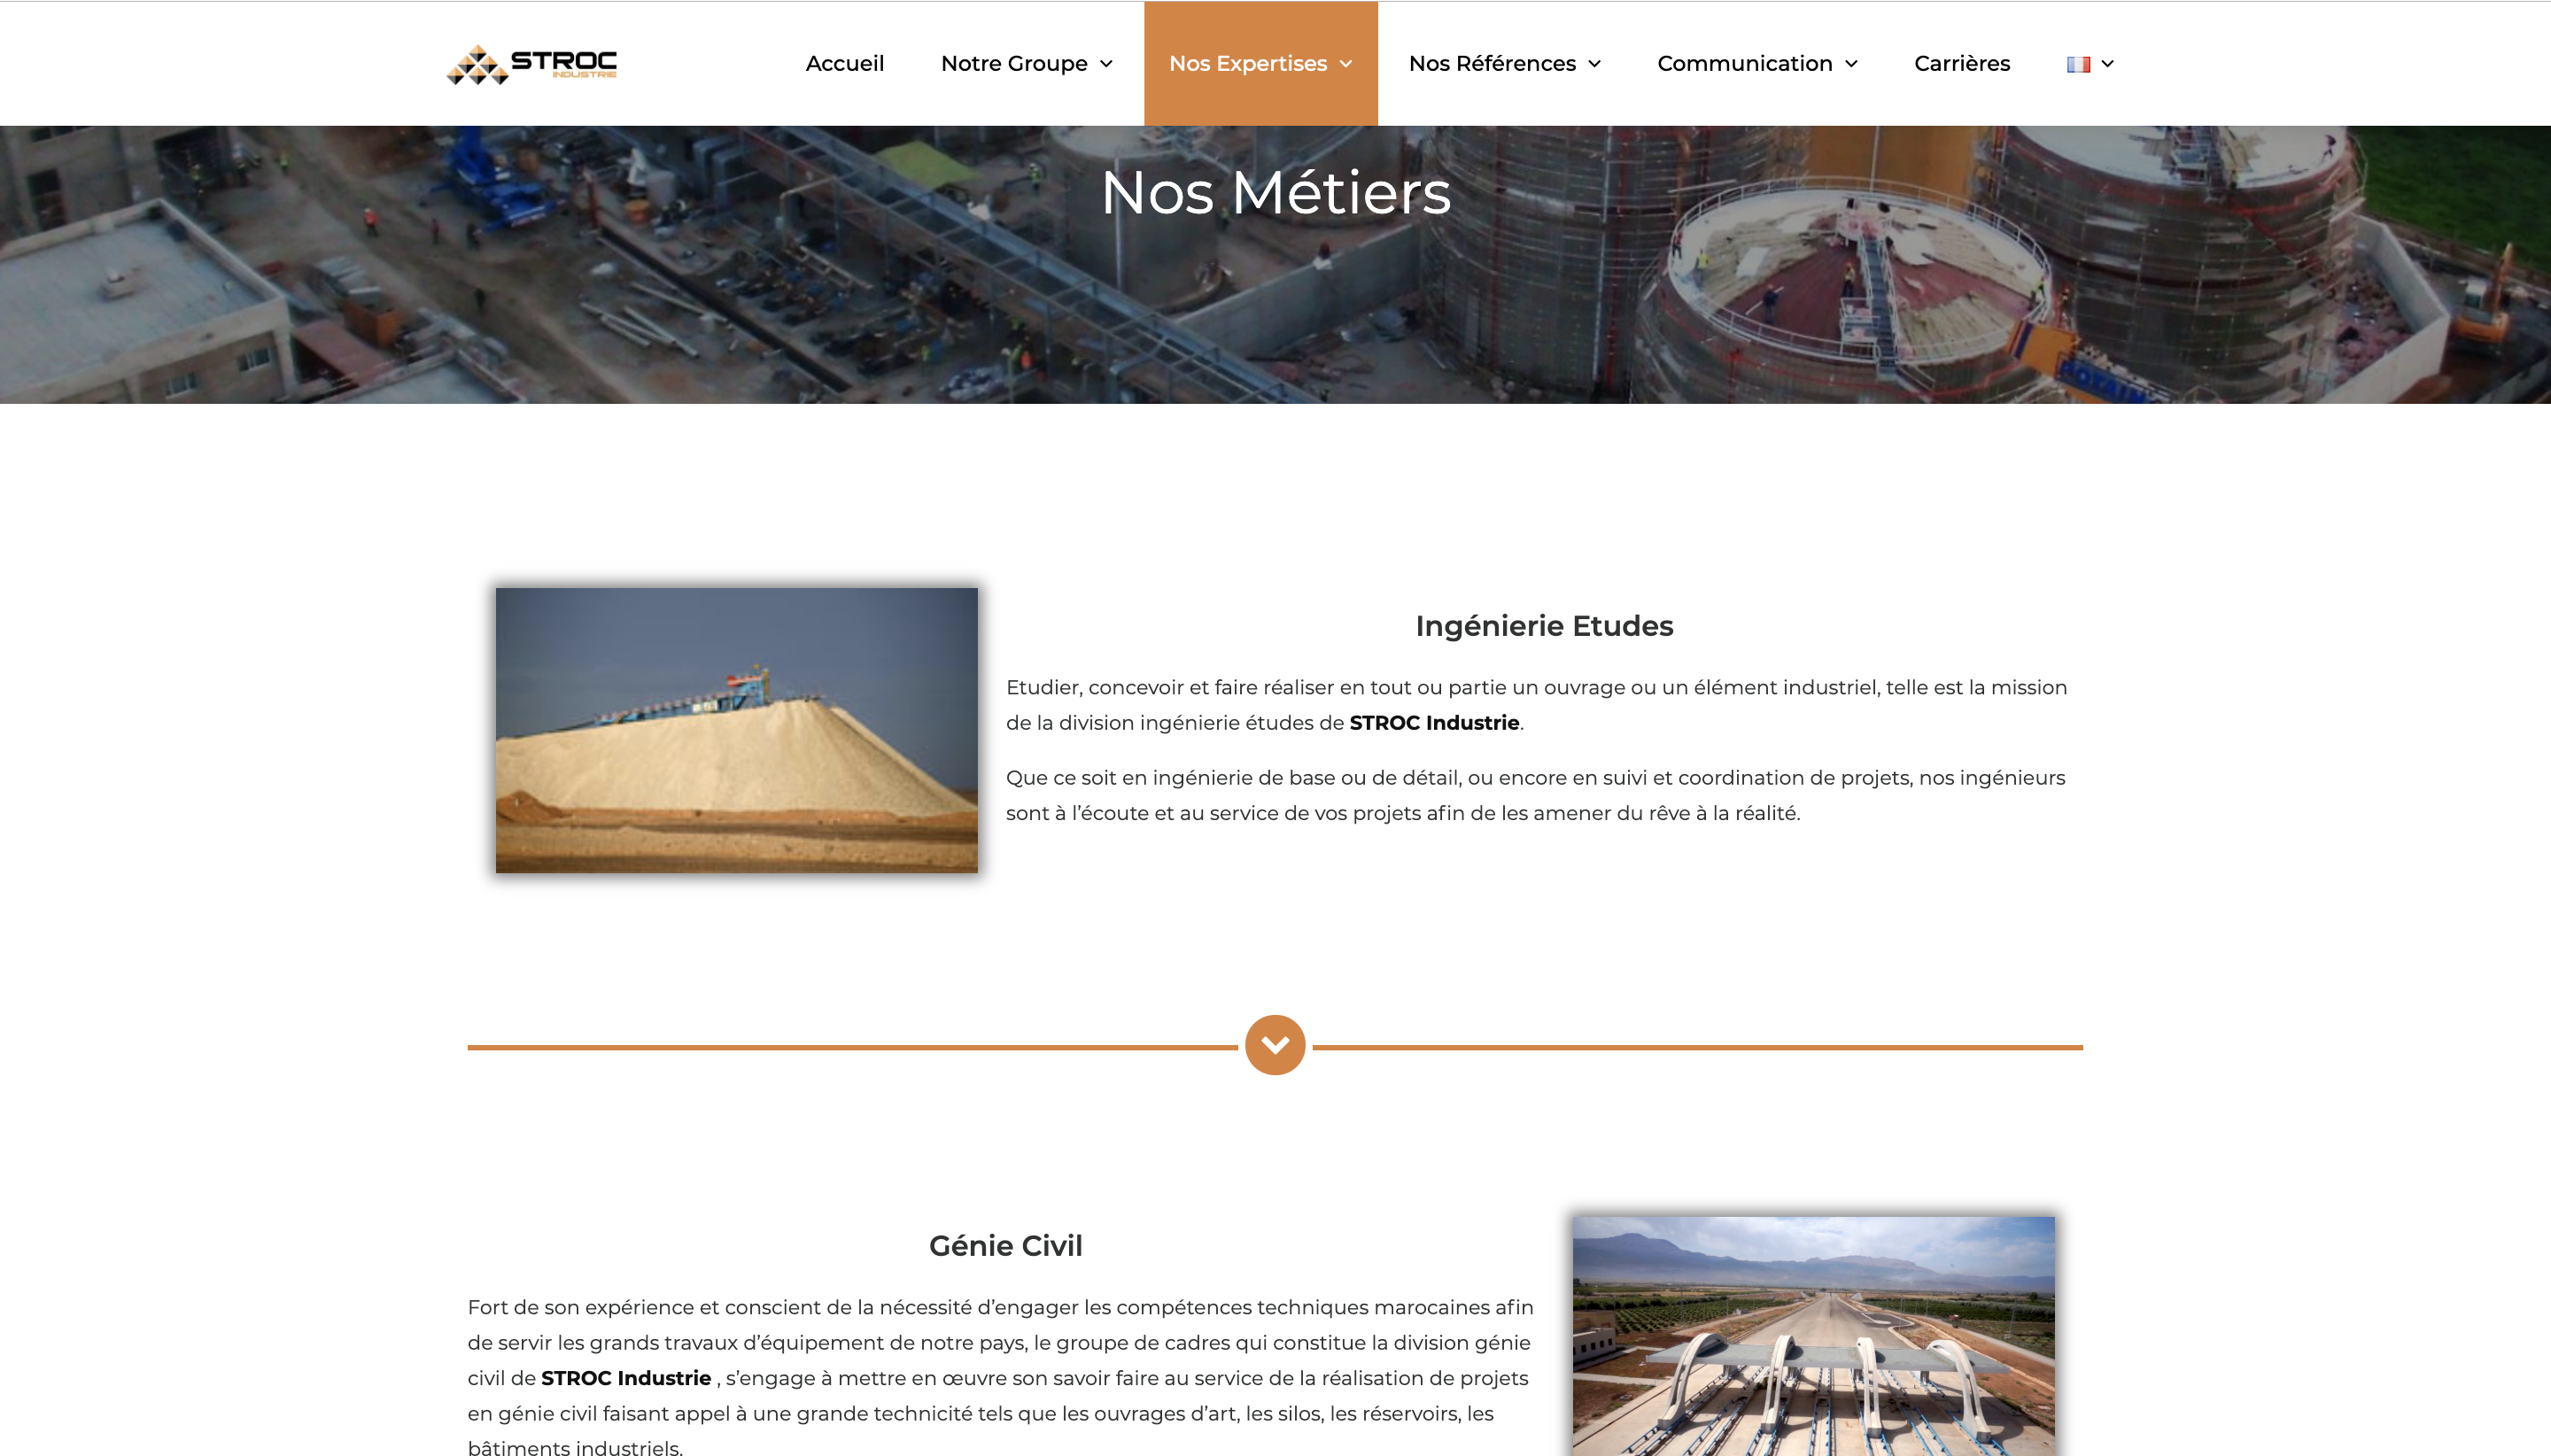 STROC
INDUSTRIE
Accueil
Notre Groupe
Nos Expertises
Nos Références
Communication
Carrières
Nos Métiers
POTAIN
Ingénierie Etudes
Etudier, concevoir et faire réaliser en tout ou partie un ouvrage ou un élément industriel, telle est la mission
de la division ingénierie études de STROC Industrie.
Que ce soit en ingénierie de base ou de détail, ou encore en suivi et coordination de projets, nos ingénieurs
sont à l’écoute et au service de vos projets afin de les amener du rêve à la réalité.
Génie Civil
Fort de son expérience et conscient de la nécessité d’engager les compétences techniques marocaines afin
de servir les grands travaux d’équipement de notre pays, le groupe de cadres qui constitue la division génie
civil de STROC Industrie , s’engage à mettre en œuvre son savoir faire au service de la réalisation de projets
en génie civil faisant appel à une grande technicité tels que les ouvrages d’art, les silos, les réservoirs, les
bâtiments industriels.